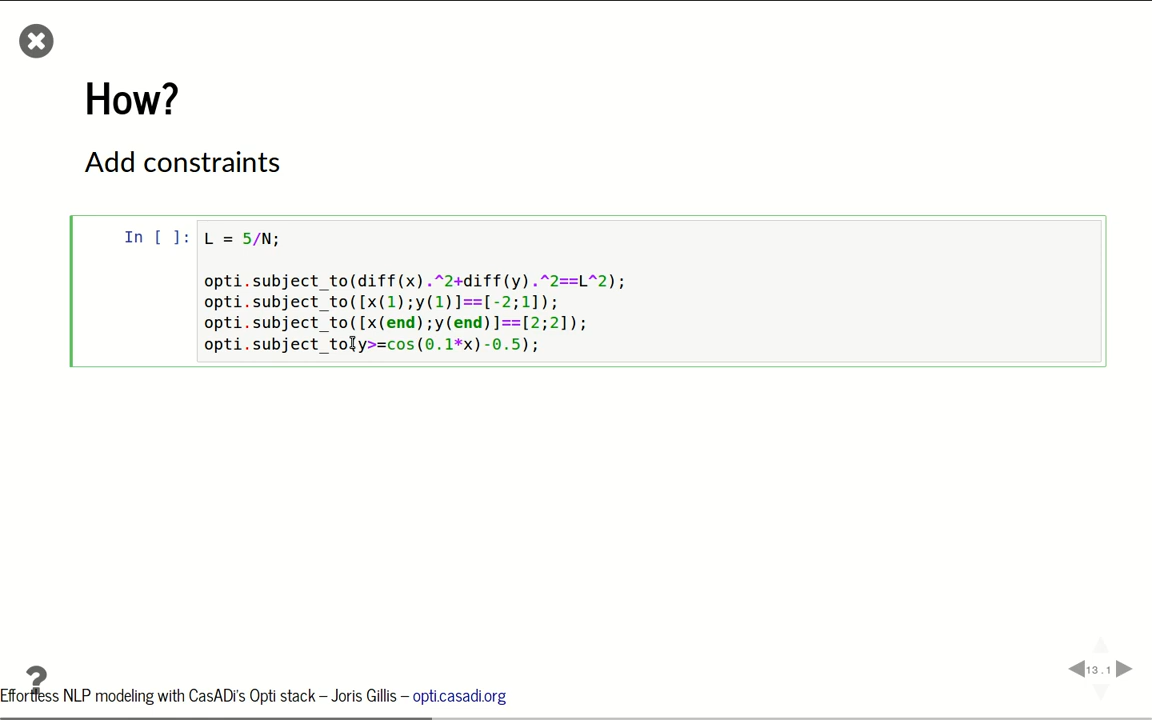 How?
Add constraints
In [ ]: L = 5/N;
opti.subject_to(diff(x).^2+diff(y).^2==L^2);
opti.subject_to([x(1);y(1)]==[-2;1]);
opti.subject_to([x(end);y(end)]==[2;2]);
opti.subject_to(y>=cos(0.1*x)-0.5);
?
13.1
Effortless NLP modeling with CasADi's Opti stack – Joris Gillis – opti.casadi.org